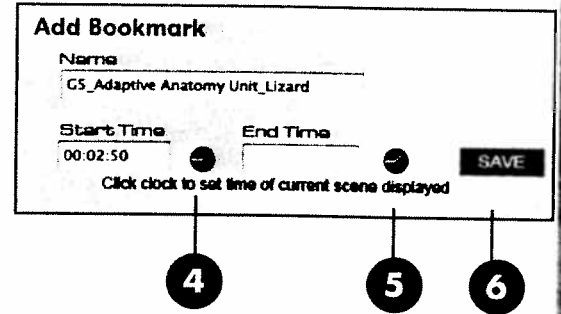 Add Bookmark
Name
G5_Adaptive Anatomy Unit_Lizard
Start Time End Time
00:02:50
SAVE
Click clock to set time of current scene displayed
4 5 6